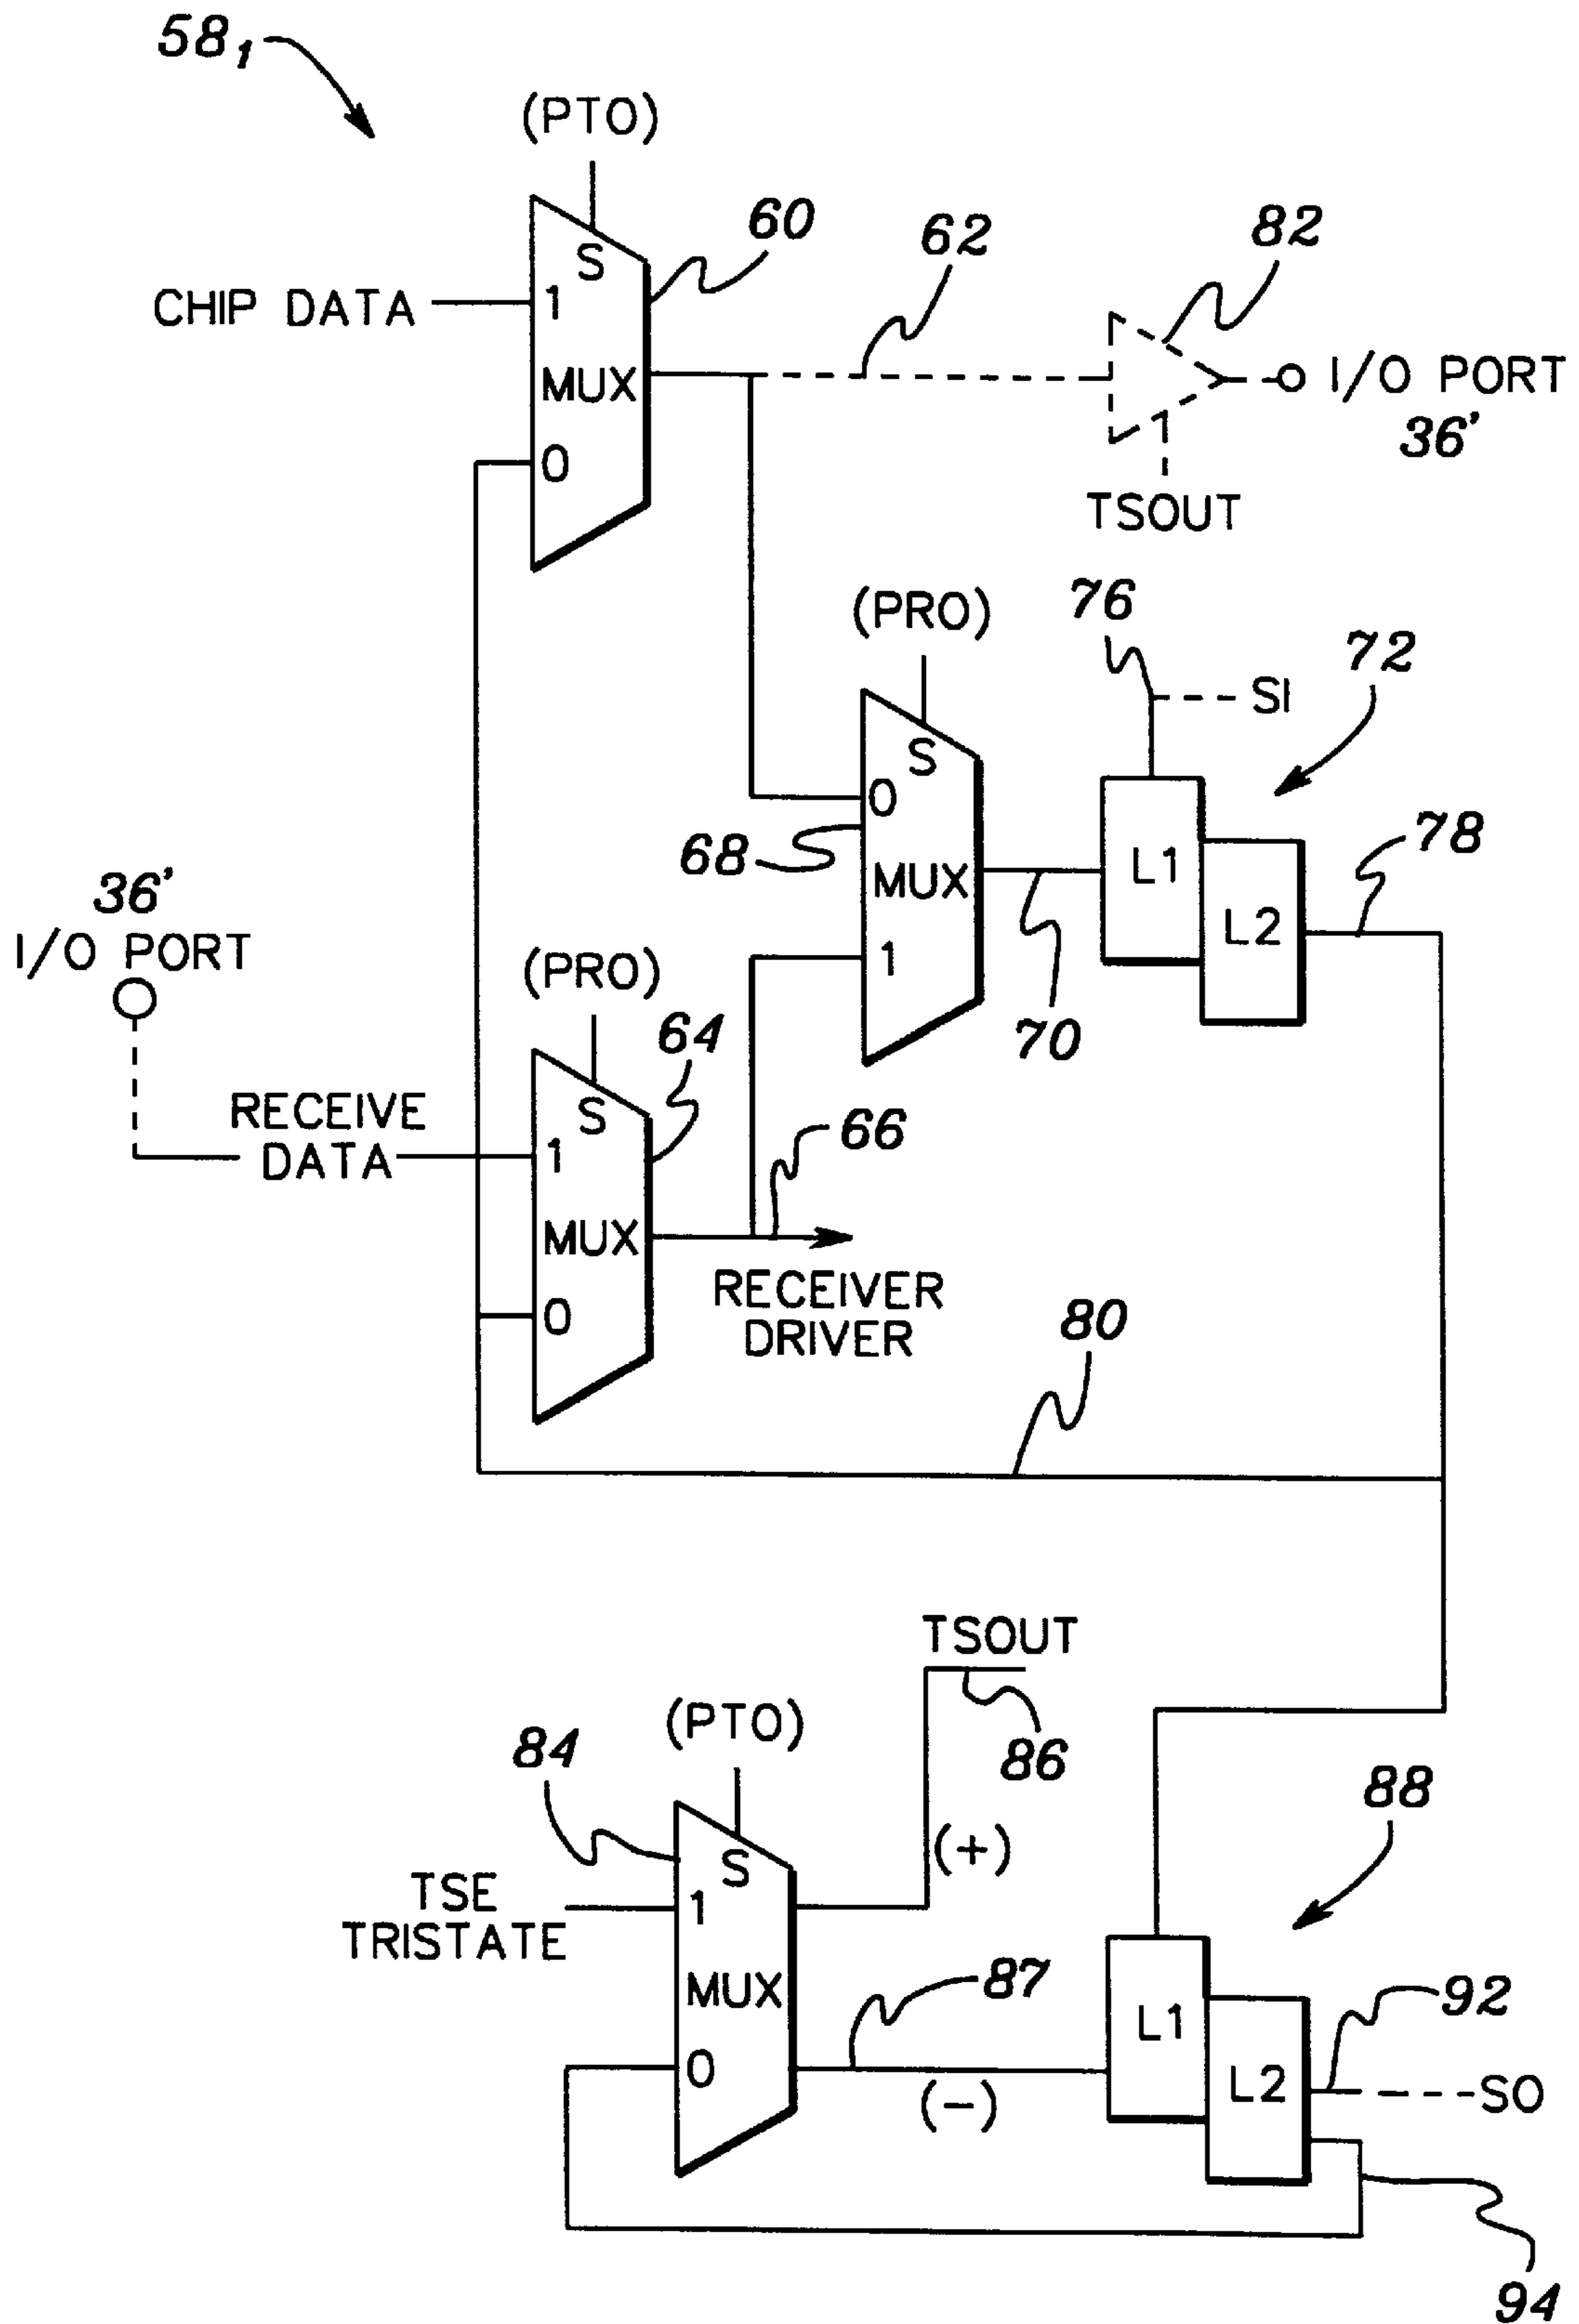 58₁
(PTO)
60
62
82
S
1
CHIP DATA
MUX
I/O PORT
36'
0
TSOUT
(PRO)
76
72
SI
S
0
68
MUX
L1
78
36'
L2
I/O PORT
1
(PRO)
64
70
S
RECEIVE
DATA
1
66
MUX
RECEIVER
DRIVER
0
80
TSOUT
(PTO)
84
86
88
(+)
S
TSE
TRISTATE
1
MUX
87
L1
92
0
L2
(-)
SO
94